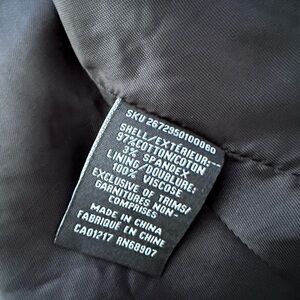 SKU 267295010006D
SHELL/EXTÉRIEUR:--
97%COTTON/COTON
3% SPANDEX
LINING/DOUBLURE:
100% VISCOSE
EXCLUSIVE OF TRIMS/
GARNITURES NON-
COMPRISES
MADE IN CHINA
FABRIQUÉ EN CHINE
CA01217 RN68907